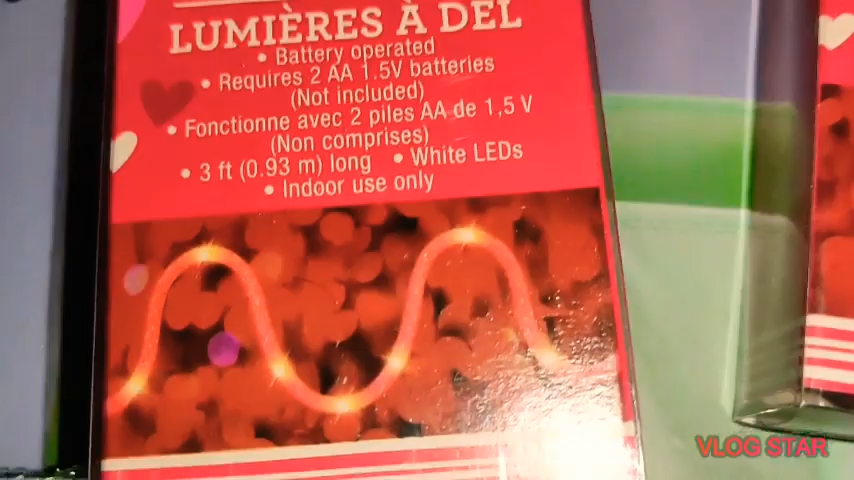 LUMIÈRES À DEL
• Battery operated
• Requires 2 AA 1.5V batteries
(Not included)
• Fonctionne avec 2 piles AA de 1,5 V
(Non comprises)
• 3 ft (0.93 m) long • White LEDs
• Indoor use only
VLOG STAR